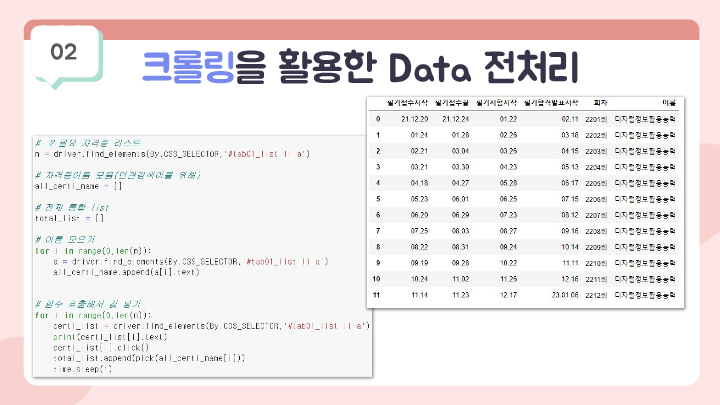 02
크롤링을 활용한 Data 전처리
# 2.필요 자격증 리스트
n = driver.find_elements(By.CSS_SELECTOR,'#tab01_list li a')
# 자격증이름 모음(연관검색어를 위해)
all_certi_name = []
# 전체 통합 list
total_list = []
# 이름 모으기
for i in range(0,len(n)):
a = driver.find_elements(By.CSS_SELECTOR,'#tab01_list li a')
all_certi_name.append(a[i].text)
# 함수 호출해서 값 넣기
for i in range(0,len(n)):
certi_list = driver.find_elements(By.CSS_SELECTOR,'#tab01_list li a')
print(certi_list[i].text)
certi_list[i].click()
total_list.append(pick(all_certi_name[i]))
time.sleep(1)
필기접수시작 필기접수끝 필기시험시작 필기합격발표시작 회차 이름
0 21.12.20 21.12.24 01.22 02.11 2201회 디지털정보활용능력
1 01.24 01.28 02.26 03.18 2202회 디지털정보활용능력
2 02.21 03.04 03.26 04.15 2203회 디지털정보활용능력
3 03.21 03.30 04.23 05.13 2204회 디지털정보활용능력
4 04.18 04.27 05.28 06.17 2205회 디지털정보활용능력
5 05.23 06.01 06.25 07.15 2206회 디지털정보활용능력
6 06.20 06.29 07.23 08.12 2207회 디지털정보활용능력
7 07.25 08.03 08.27 09.16 2208회 디지털정보활용능력
8 08.22 08.31 09.24 10.14 2209회 디지털정보활용능력
9 09.19 09.28 10.22 11.11 2210회 디지털정보활용능력
10 10.24 11.02 11.26 12.16 2211회 디지털정보활용능력
11 11.14 11.23 12.17 23.01.06 2212회 디지털정보활용능력